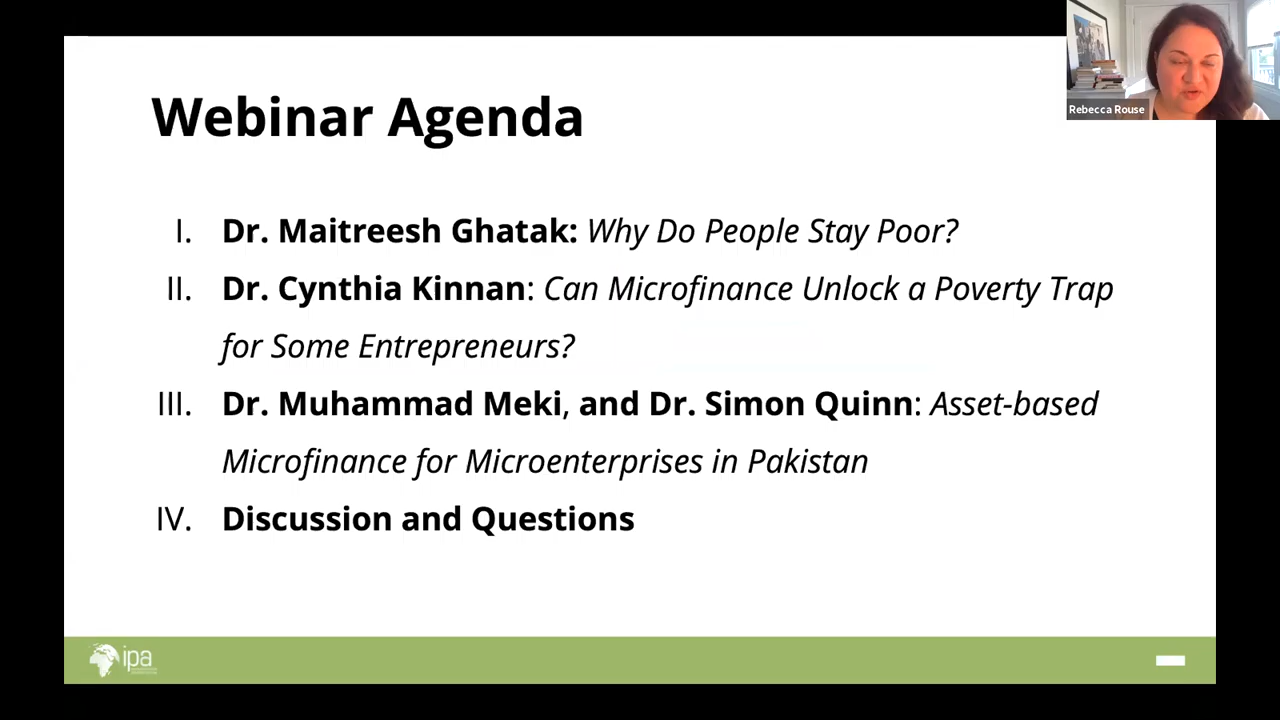 Webinar Agenda
Rebecca Rouse
I. Dr. Maitreesh Ghatak: Why Do People Stay Poor?
II. Dr. Cynthia Kinnan: Can Microfinance Unlock a Poverty Trap
for Some Entrepreneurs?
III. Dr. Muhammad Meki, and Dr. Simon Quinn: Asset-based
Microfinance for Microenterprises in Pakistan
IV. Discussion and Questions
ipa